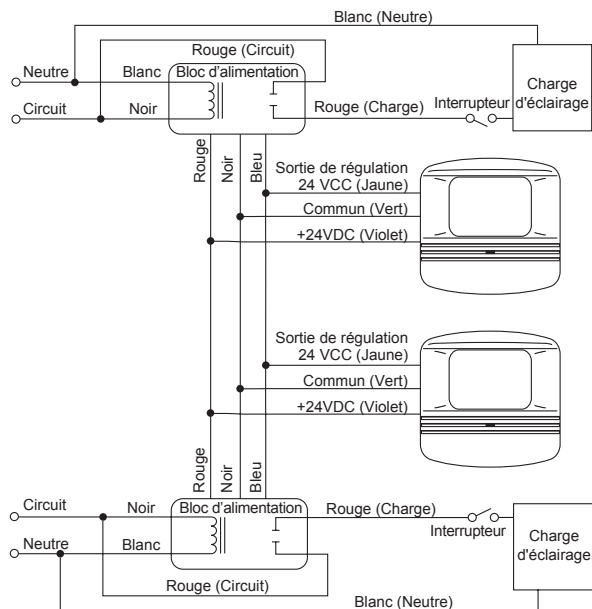 Blanc (Neutre)
Rouge (Circuit)
Neutre
Blanc
Bloc d'alimentation
Charge
d'éclairage
Circuit
Noir
Rouge (Charge)
Interrupteur
Rouge
Noir
Bleu
Sortie de régulation
24 VCC (Jaune)
Commun (Vert)
+24VDC (Violet)
Sortie de régulation
24 VCC (Jaune)
Commun (Vert)
+24VDC (Violet)
Rouge
Noir
Bleu
Circuit
Noir
Bloc d'alimentation
Rouge (Charge)
Interrupteur
Charge
d'éclairage
Neutre
Blanc
Rouge (Circuit)
Blanc (Neutre)